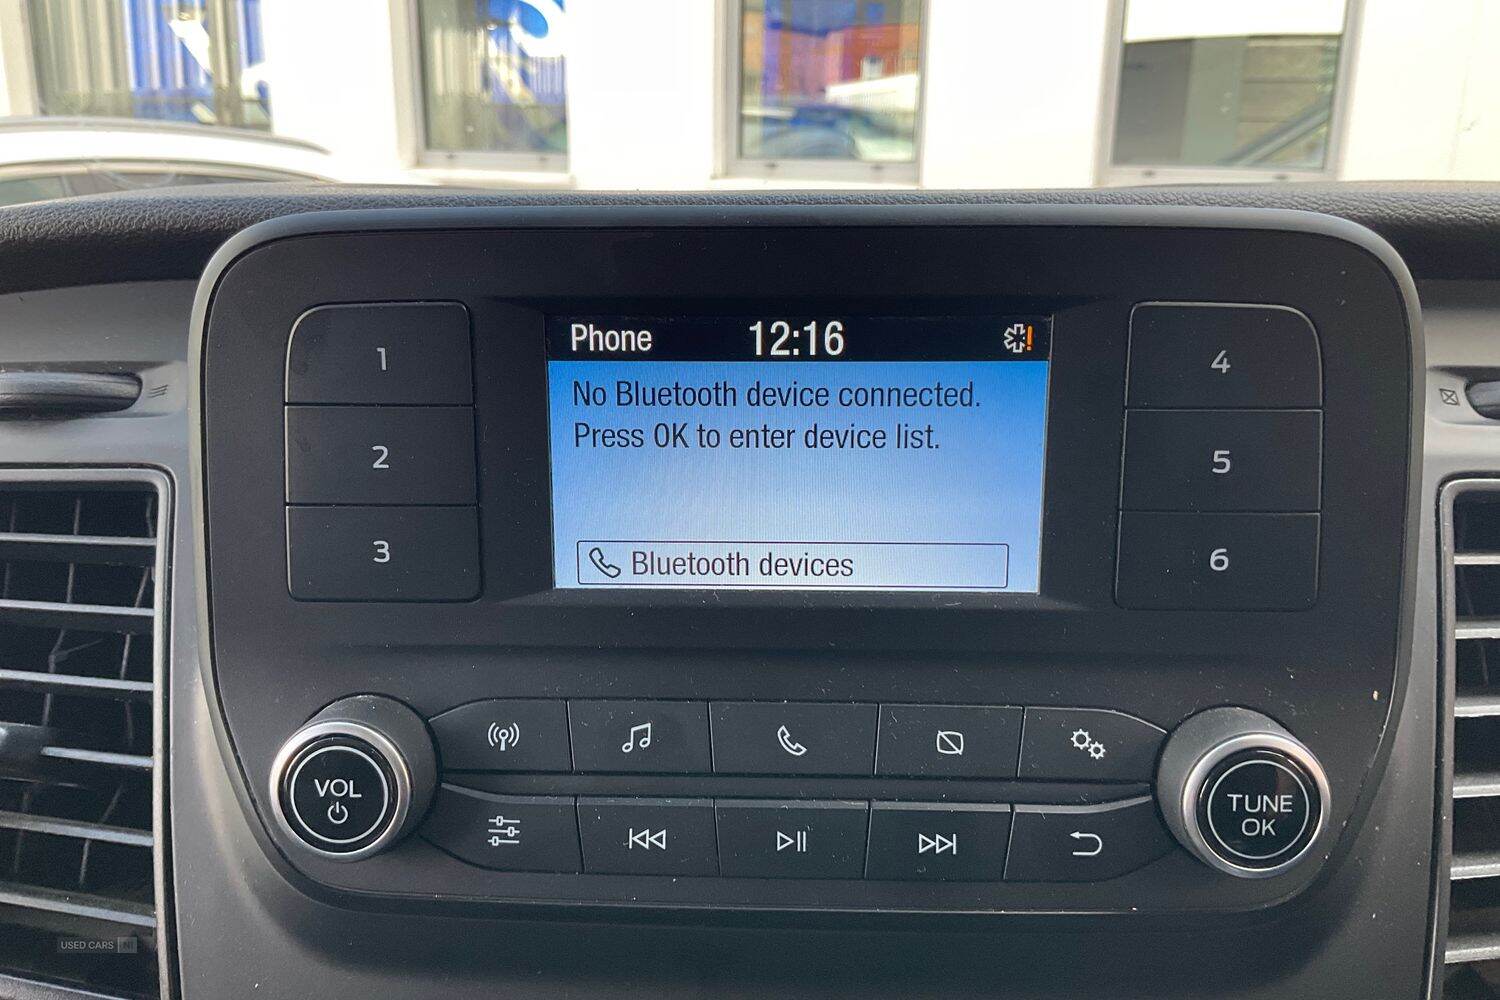 Phone 12:16
No Bluetooth device connected.
Press OK to enter device list.
Bluetooth devices
1
2
3
4
5
6
VOL
TUNE
OK
USED CARS NI